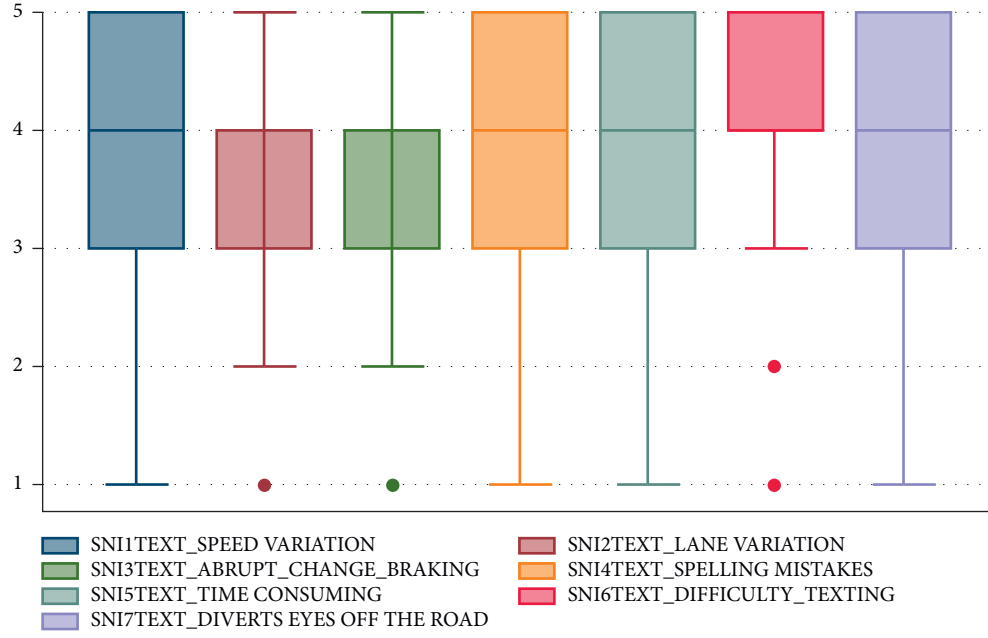 5
4
3
2
1
SNI1TEXT_SPEED VARIATION
SNI2TEXT_LANE VARIATION
SNI3TEXT_ABRUPT_CHANGE_BRAKING
SNI4TEXT_SPELLING MISTAKES
SNI5TEXT_TIME CONSUMING
SNI6TEXT_DIFFICULTY_TEXTING
SNI7TEXT_DIVERTS EYES OFF THE ROAD